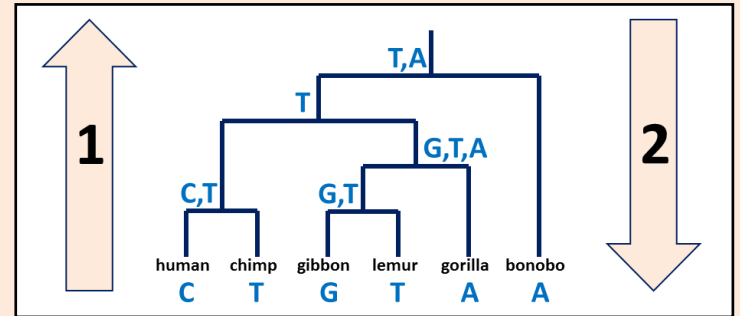 T,A
T
1
2
G,T,A
C,T
G,T
human chimp gibbon lemur gorilla bonobo
C T G T A A